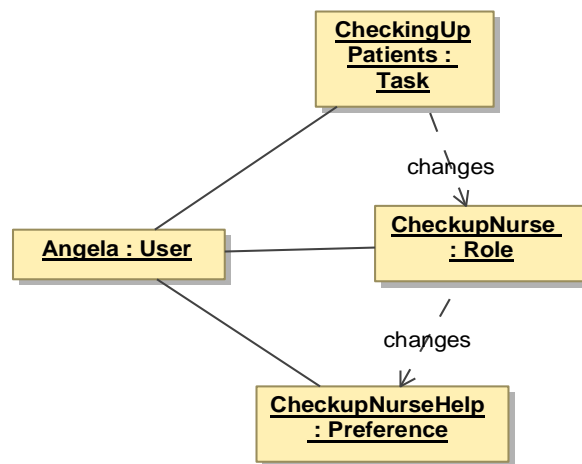 CheckingUp
Patients :
Task
changes
Angela : User
CheckupNurse
: Role
changes
CheckupNurseHelp
: Preference